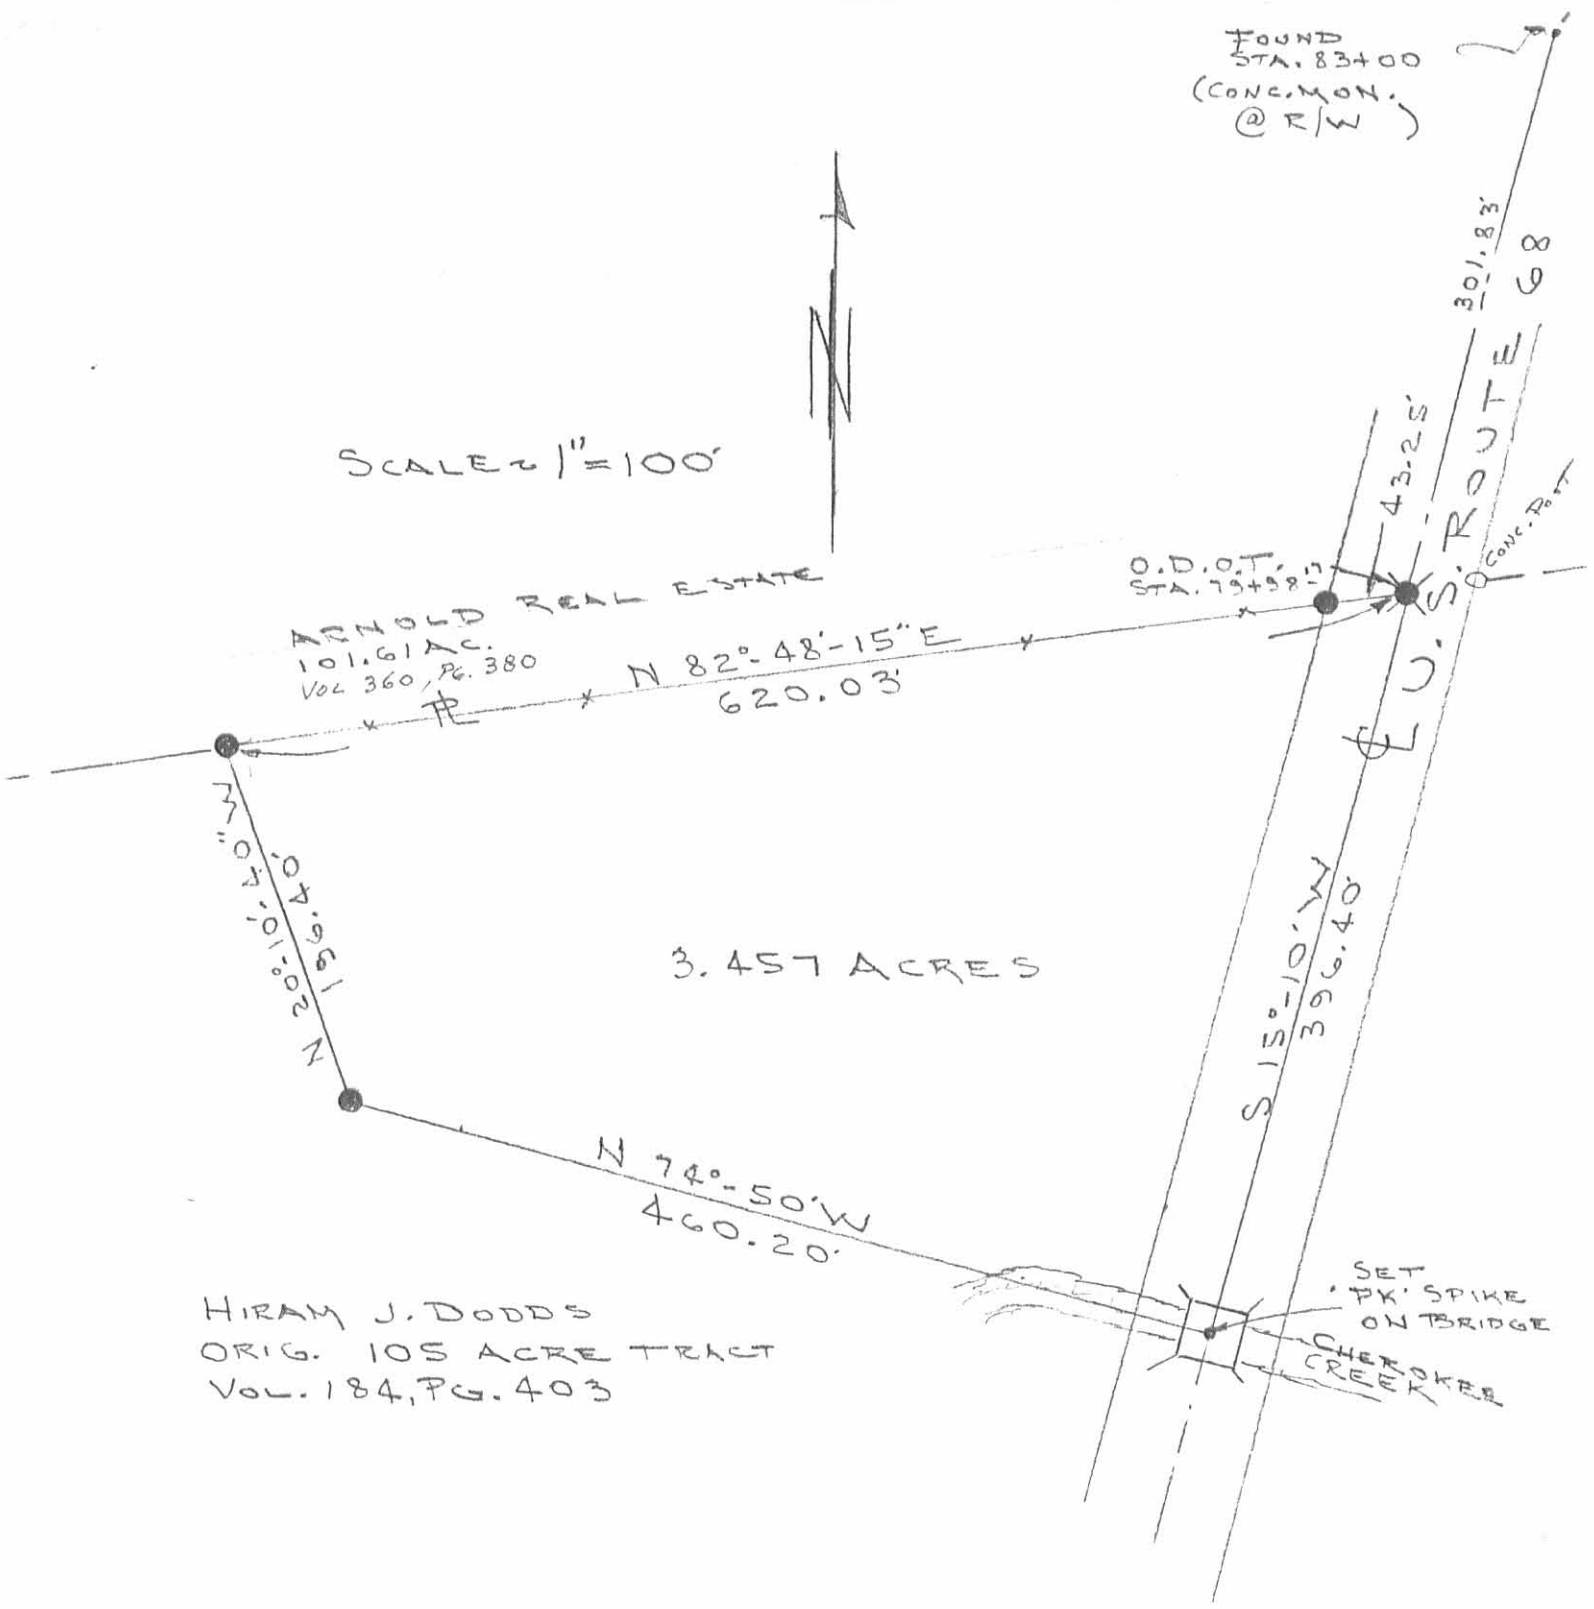 FOUND
STA. 83+00
(CONC. MON.
@ R/W )
301.83'
U.S. ROUTE 68
N
SCALE ~ 1"=100'
43.25'
CONC. POST
O.D.O.T.
STA. 79+98.17
ARNOLD REAL ESTATE
101.61 AC.
VOL 360, PG. 380
N 82°-48'-15" E
620.03'
PL
CL
N 20°-10'-40" W
196.40'
3.457 ACRES
S 15°-10' W
396.40'
N 74°-50' W
460.20'
SET
PK. SPIKE
ON BRIDGE
CHEROKEE
CREEK
HIRAM J. DODDS
ORIG. 105 ACRE TRACT
VOL. 184, PG. 403